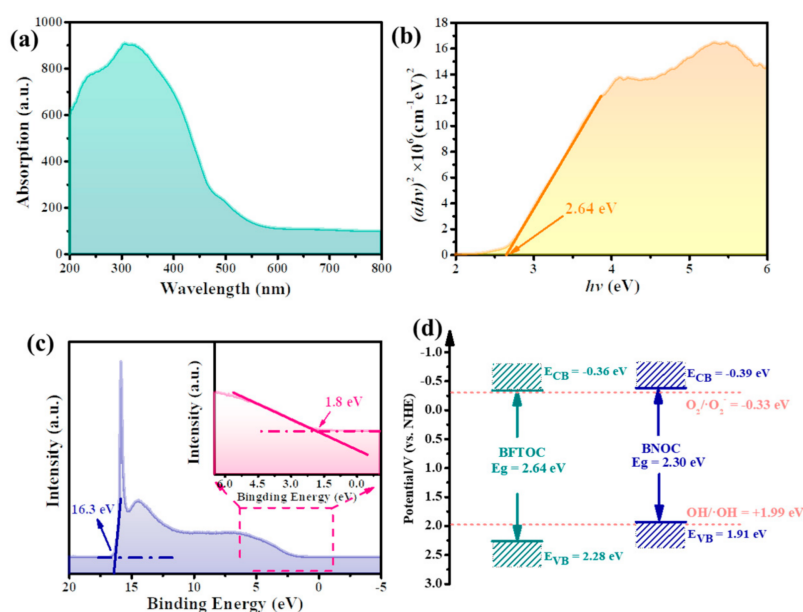 (a)
1000
800
600
400
200
0
Absorption (a.u.)
200 300 400 500 600 700 800
Wavelength (nm)
(b)
18
16
14
12
10
8
6
4
2
0
(αhν)² ×10⁶(cm⁻¹eV)²
2.64 eV
2 3 4 5 6
hν (eV)
(c)
Intensity (a.u.)
16.3 eV
Intensity (a.u.)
1.8 eV
6.0 4.0 2.0 0.0
Bingding Energy (eV)
20 15 10 5 0 -5
Binding Energy (eV)
(d)
-1.0
-0.5
0.0
0.5
1.0
1.5
2.0
2.5
3.0
Potential/V (vs. NHE)
E_CB = -0.36 eV
E_CB = -0.39 eV
O₂/·O₂⁻ = -0.33 eV
BFTOC
Eg = 2.64 eV
BNOC
Eg = 2.30 eV
OH/·OH = +1.99 eV
E_VB = 2.28 eV
E_VB = 1.91 eV